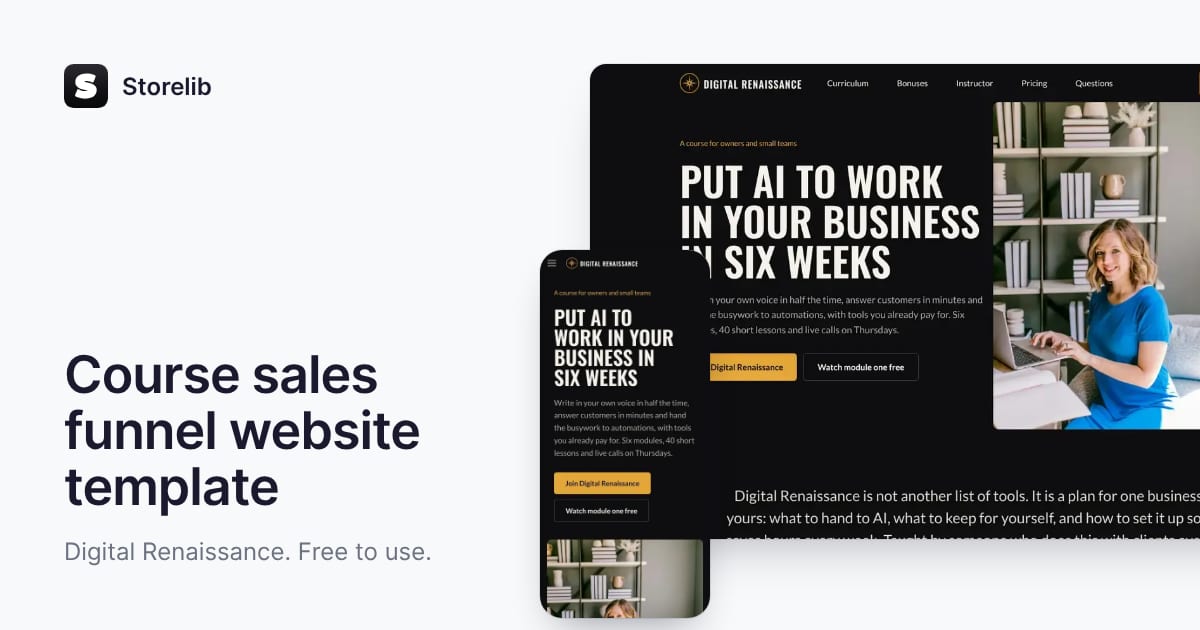 Storelib
Course sales
funnel website
template
Digital Renaissance. Free to use.
DIGITAL RENAISSANCE
Curriculum
Bonuses
Instructor
Pricing
Questions
A course for owners and small teams
PUT AI TO WORK
IN YOUR BUSINESS
IN SIX WEEKS
your own voice in half the time, answer customers in minutes and
busywork to automations, with tools you already pay for. Six
40 short lessons and live calls on Thursdays.
Digital Renaissance
Watch module one free
Digital Renaissance is not another list of tools. It is a plan for one business
yours: what to hand to AI, what to keep for yourself, and how to set it up so
DIGITAL RENAISSANCE
A course for owners and small teams
PUT AI TO
WORK IN YOUR
BUSINESS IN
SIX WEEKS
Write in your own voice in half the time,
answer customers in minutes and hand
the busywork to automations, with tools
you already pay for. Six modules, 40 short
lessons and live calls on Thursdays.
Join Digital Renaissance
Watch module one free